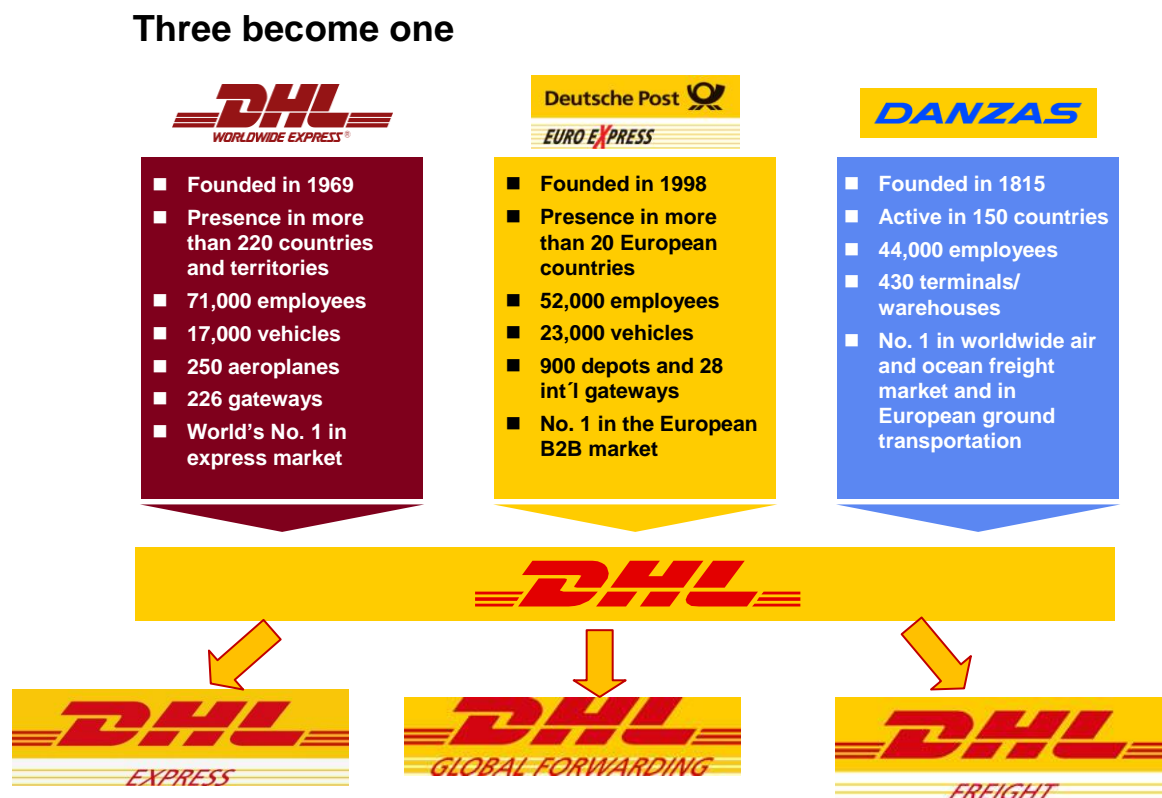 Three become one
DHL
WORLDWIDE EXPRESS®
■ Founded in 1969
■ Presence in more
than 220 countries
and territories
■ 71,000 employees
■ 17,000 vehicles
■ 250 aeroplanes
■ 226 gateways
■ World's No. 1 in
express market
Deutsche Post
EURO EXPRESS
■ Founded in 1998
■ Presence in more
than 20 European
countries
■ 52,000 employees
■ 23,000 vehicles
■ 900 depots and 28
int´l gateways
■ No. 1 in the European
B2B market
DANZAS
■ Founded in 1815
■ Active in 150 countries
■ 44,000 employees
■ 430 terminals/
warehouses
■ No. 1 in worldwide air
and ocean freight
market and in
European ground
transportation
DHL
DHL
EXPRESS
DHL
GLOBAL FORWARDING
DHL
FREIGHT